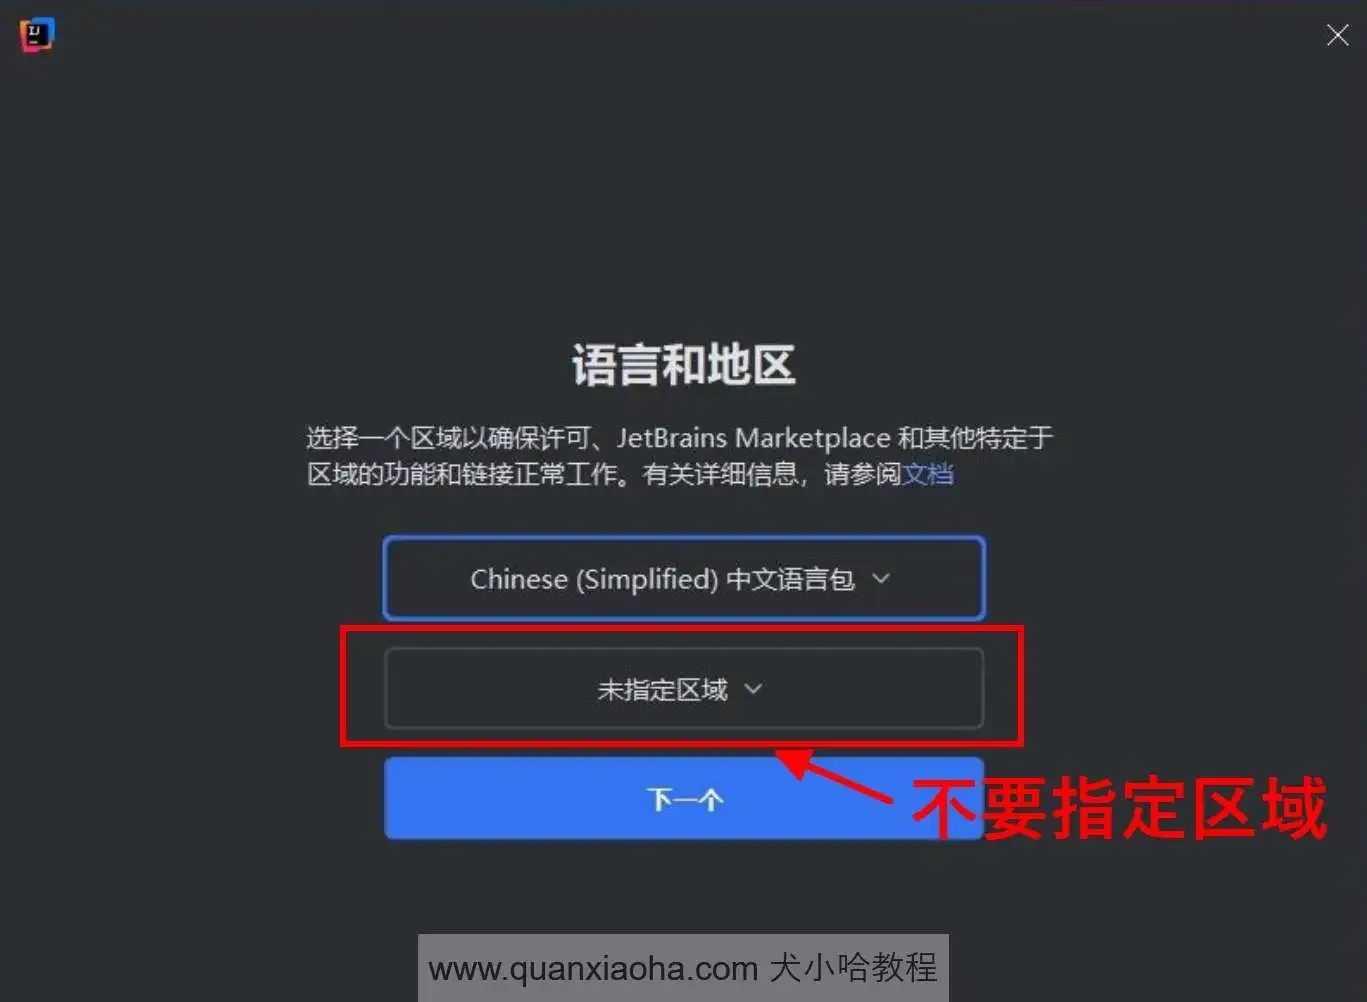 IJ
语言和地区
选择一个区域以确保许可、JetBrains Marketplace 和其他特定于
区域的功能和链接正常工作。有关详细信息，请参阅文档
Chinese (Simplified) 中文语言包
未指定区域
下一个
不要指定区域
www.quanxiaoha.com 犬小哈教程